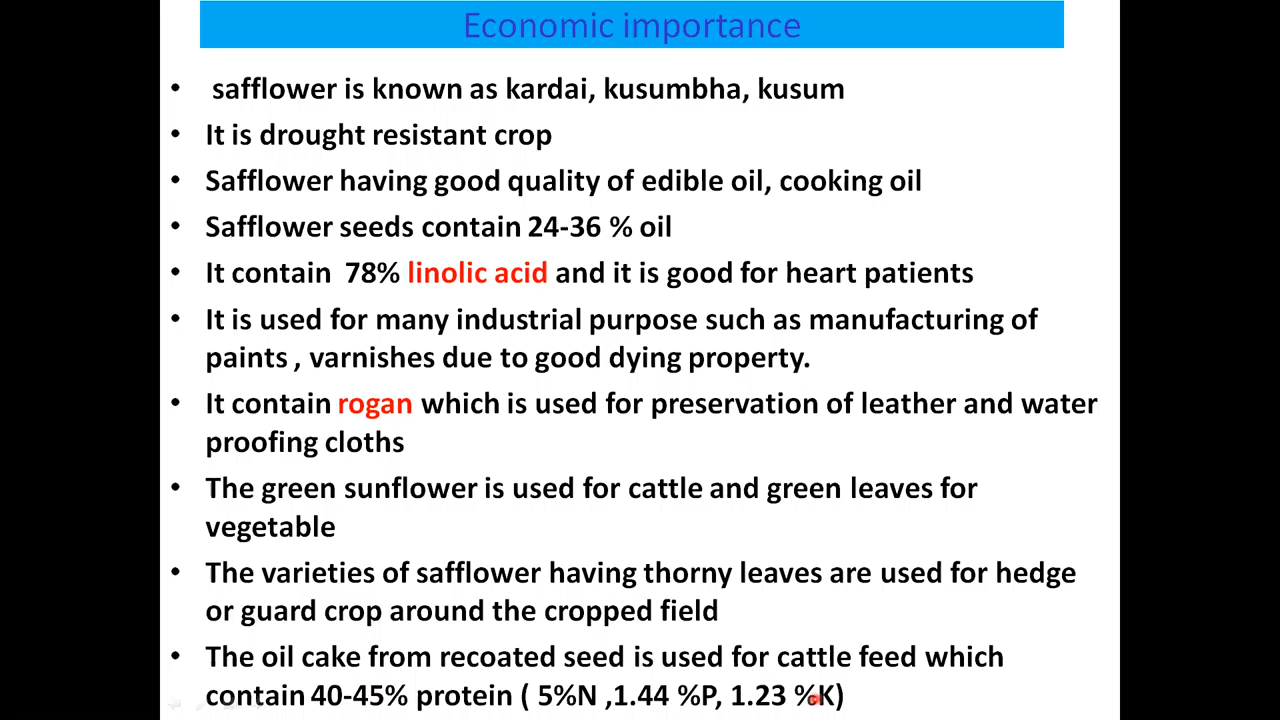 Economic importance
• safflower is known as kardai, kusumbha, kusum
• It is drought resistant crop
• Safflower having good quality of edible oil, cooking oil
• Safflower seeds contain 24-36 % oil
• It contain 78% linolic acid and it is good for heart patients
• It is used for many industrial purpose such as manufacturing of
paints , varnishes due to good dying property.
• It contain rogan which is used for preservation of leather and water
proofing cloths
• The green sunflower is used for cattle and green leaves for
vegetable
• The varieties of safflower having thorny leaves are used for hedge
or guard crop around the cropped field
• The oil cake from recoated seed is used for cattle feed which
contain 40-45% protein ( 5%N ,1.44 %P, 1.23 %K)